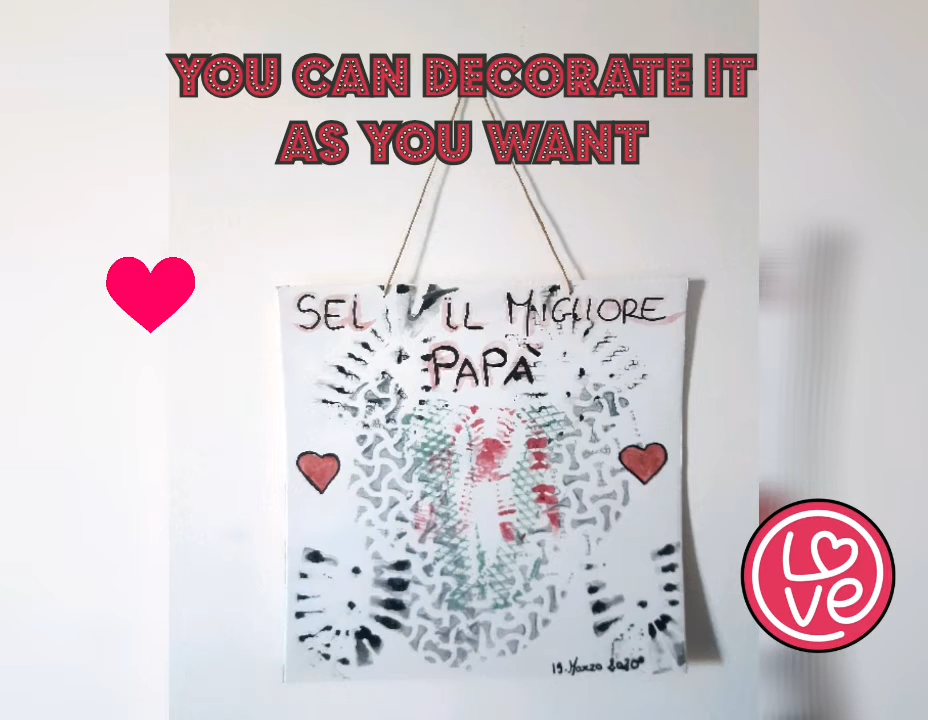 YOU CAN DECORATE IT
AS YOU WANT
SEI IL MIGLIORE
PAPÀ
Love
19. Marzo 2020